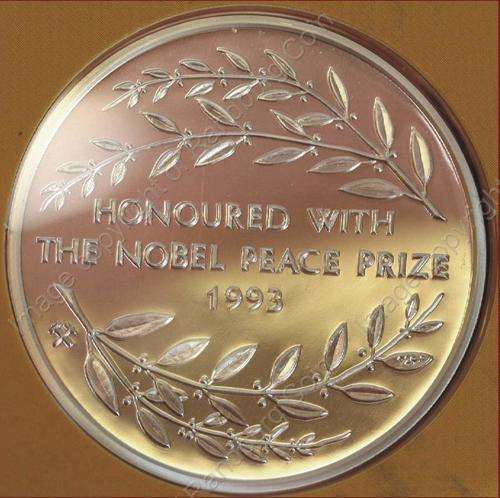 HONOURED WITH
THE NOBEL PEACE PRIZE
1993